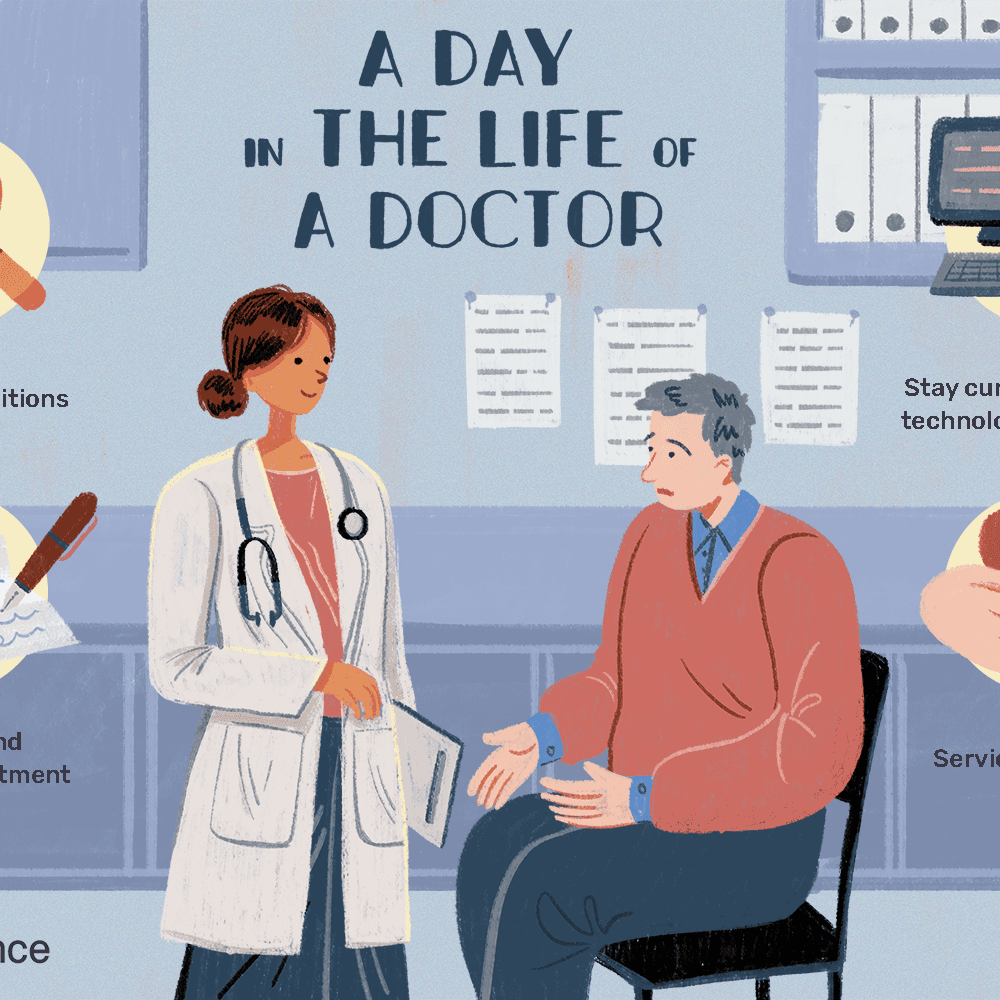 A DAY
IN THE LIFE OF
A DOCTOR
itions
Stay cur
technolo
nd
tment
Servic
nce